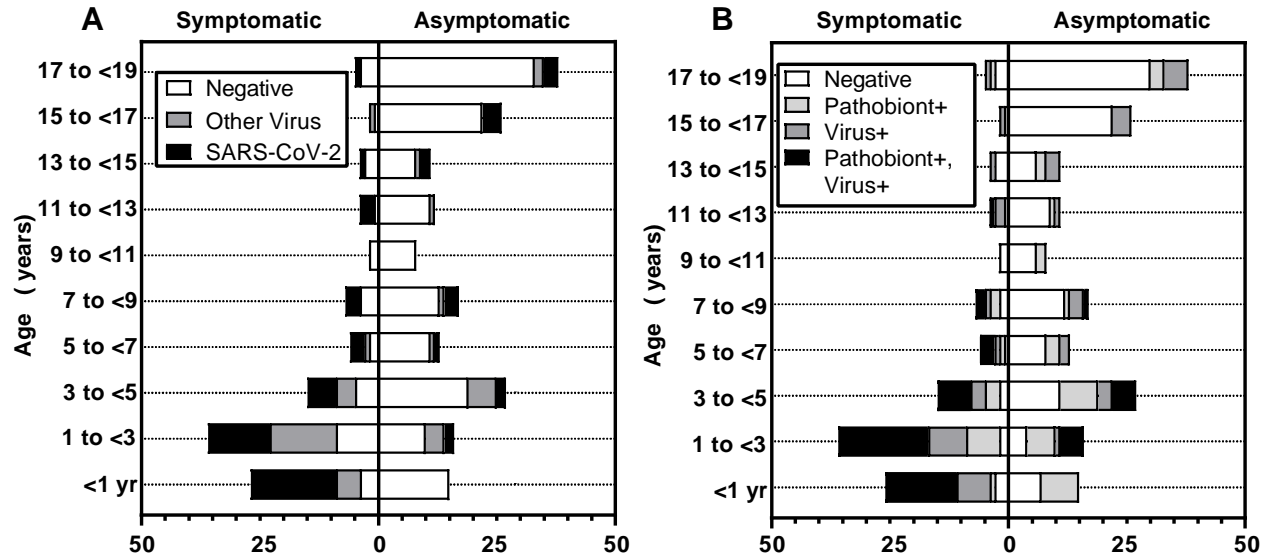 A
Symptomatic
Asymptomatic
Negative
Other Virus
SARS-CoV-2
Age ( years)
17 to <19
15 to <17
13 to <15
11 to <13
9 to <11
7 to <9
5 to <7
3 to <5
1 to <3
<1 yr
50 25 0 25 50
B
Symptomatic
Asymptomatic
Negative
Pathobiont+
Virus+
Pathobiont+,
Virus+
Age ( years)
17 to <19
15 to <17
13 to <15
11 to <13
9 to <11
7 to <9
5 to <7
3 to <5
1 to <3
<1 yr
50 25 0 25 50